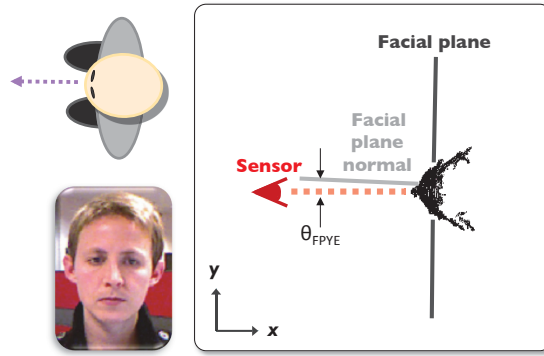 Facial plane
Facial
plane
normal
Sensor
θFPYE
y
x